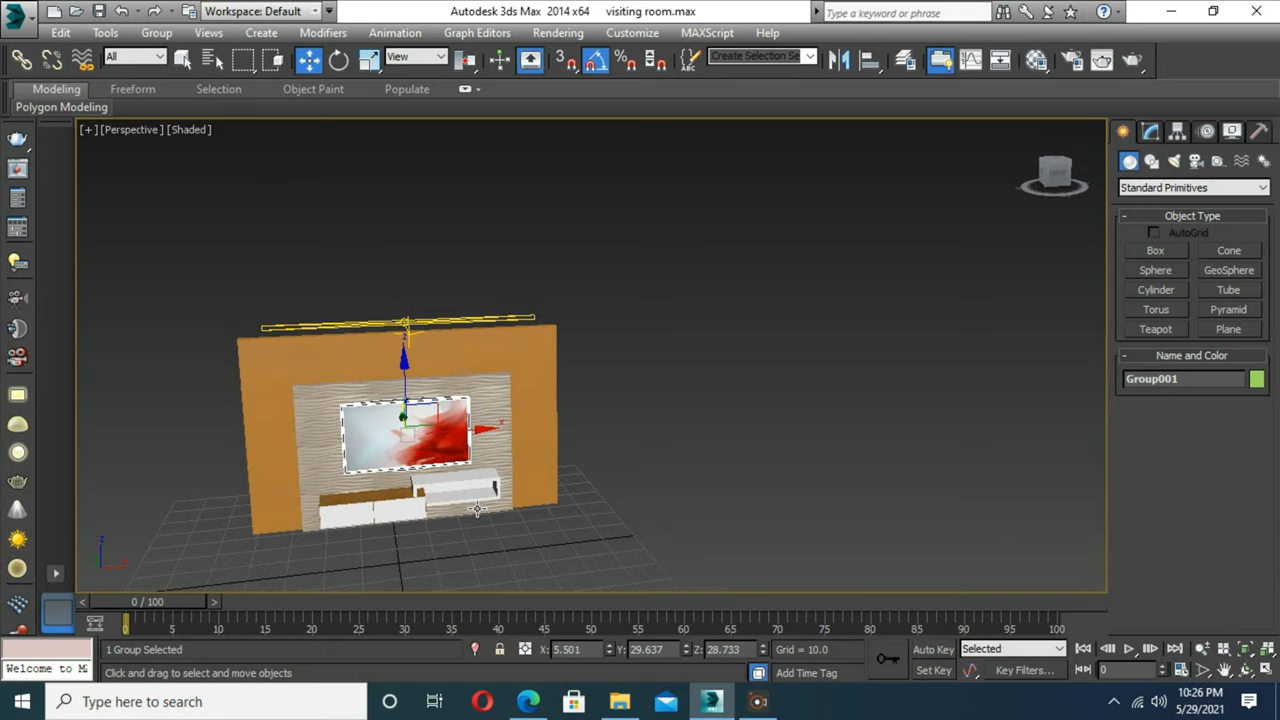 Workspace: Default
Autodesk 3ds Max 2014 x64 visiting room.max
Type a keyword or phrase
Edit Tools Group Views Create Modifiers Animation Graph Editors Rendering Customize MAXScript Help
All
View
3
Create Selection Se
Modeling Freeform Selection Object Paint Populate
Polygon Modeling
[+] [Perspective] [Shaded]
Standard Primitives
- Object Type
AutoGrid
Box Cone
Sphere GeoSphere
Cylinder Tube
Torus Pyramid
Teapot Plane
- Name and Color
Group001
z
x
z
0 / 100
0 5 10 15 20 25 30 35 40 45 50 55 60 65 70 75 80 85 90 95 100
1 Group Selected X: 5.501 Y: 29.637 Z: 28.733 Grid = 10.0 Auto Key Selected
Welcome to M Click and drag to select and move objects Add Time Tag Set Key Key Filters... 0
Type here to search
10:26 PM
5/29/2021